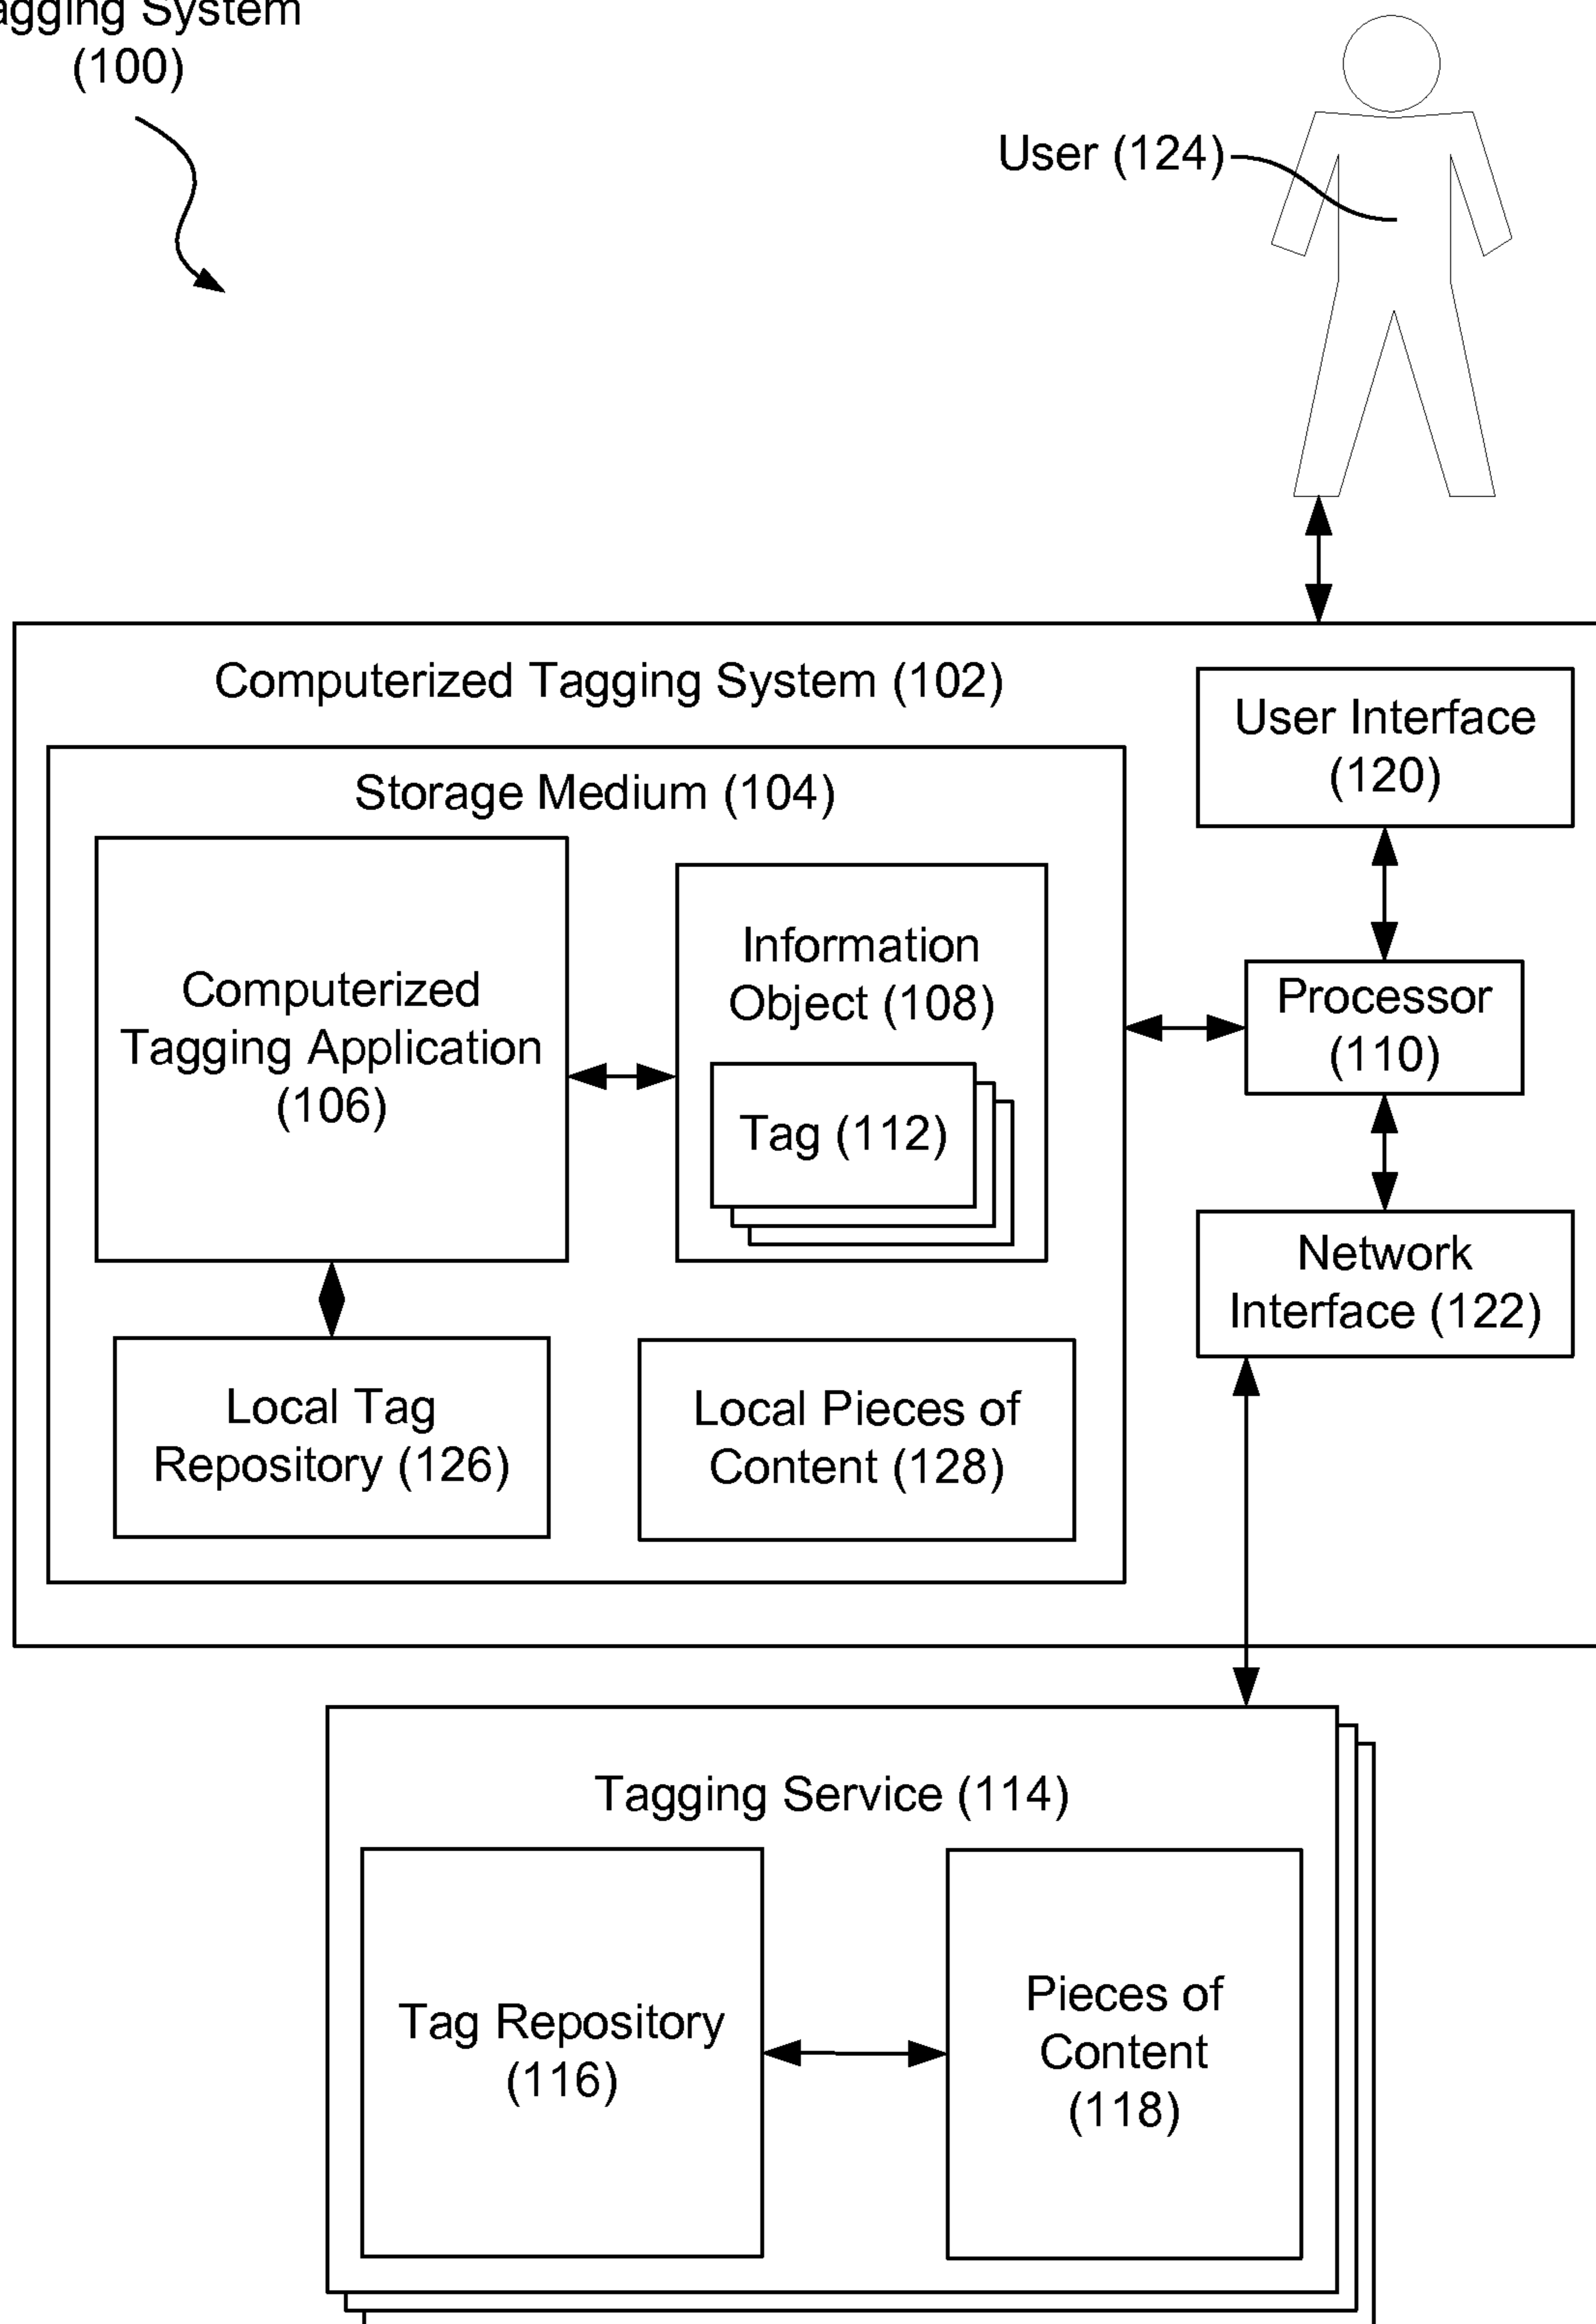 System
(100)
User (124)
Computerized Tagging System (102)
User Interface
(120)
Storage Medium (104)
Computerized
Tagging Application
(106)
Information
Object (108)
Tag (112)
Processor
(110)
Network
Interface (122)
Local Tag
Repository (126)
Local Pieces of
Content (128)
Tagging Service (114)
Tag Repository
(116)
Pieces of
Content
(118)